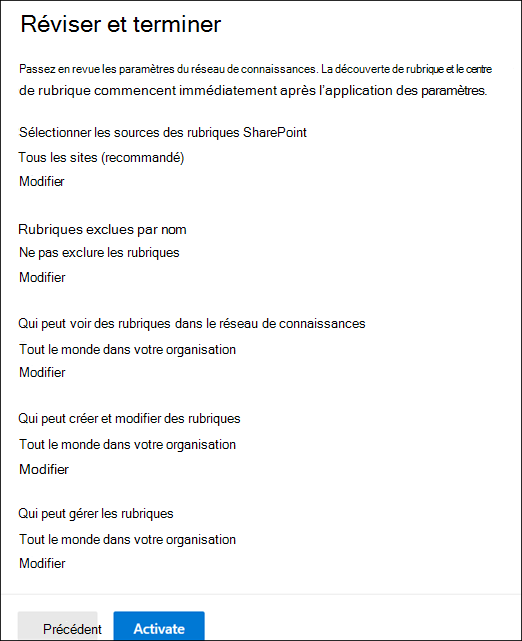 Réviser et terminer
Passez en revue les paramètres du réseau de connaissances. La découverte de rubrique et le centre
de rubrique commencent immédiatement après l'application des paramètres.
Sélectionner les sources des rubriques SharePoint
Tous les sites (recommandé)
Modifier
Rubriques exclues par nom
Ne pas exclure les rubriques
Modifier
Qui peut voir des rubriques dans le réseau de connaissances
Tout le monde dans votre organisation
Modifier
Qui peut créer et modifier des rubriques
Tout le monde dans votre organisation
Modifier
Qui peut gérer les rubriques
Tout le monde dans votre organisation
Modifier
Précédent Activate